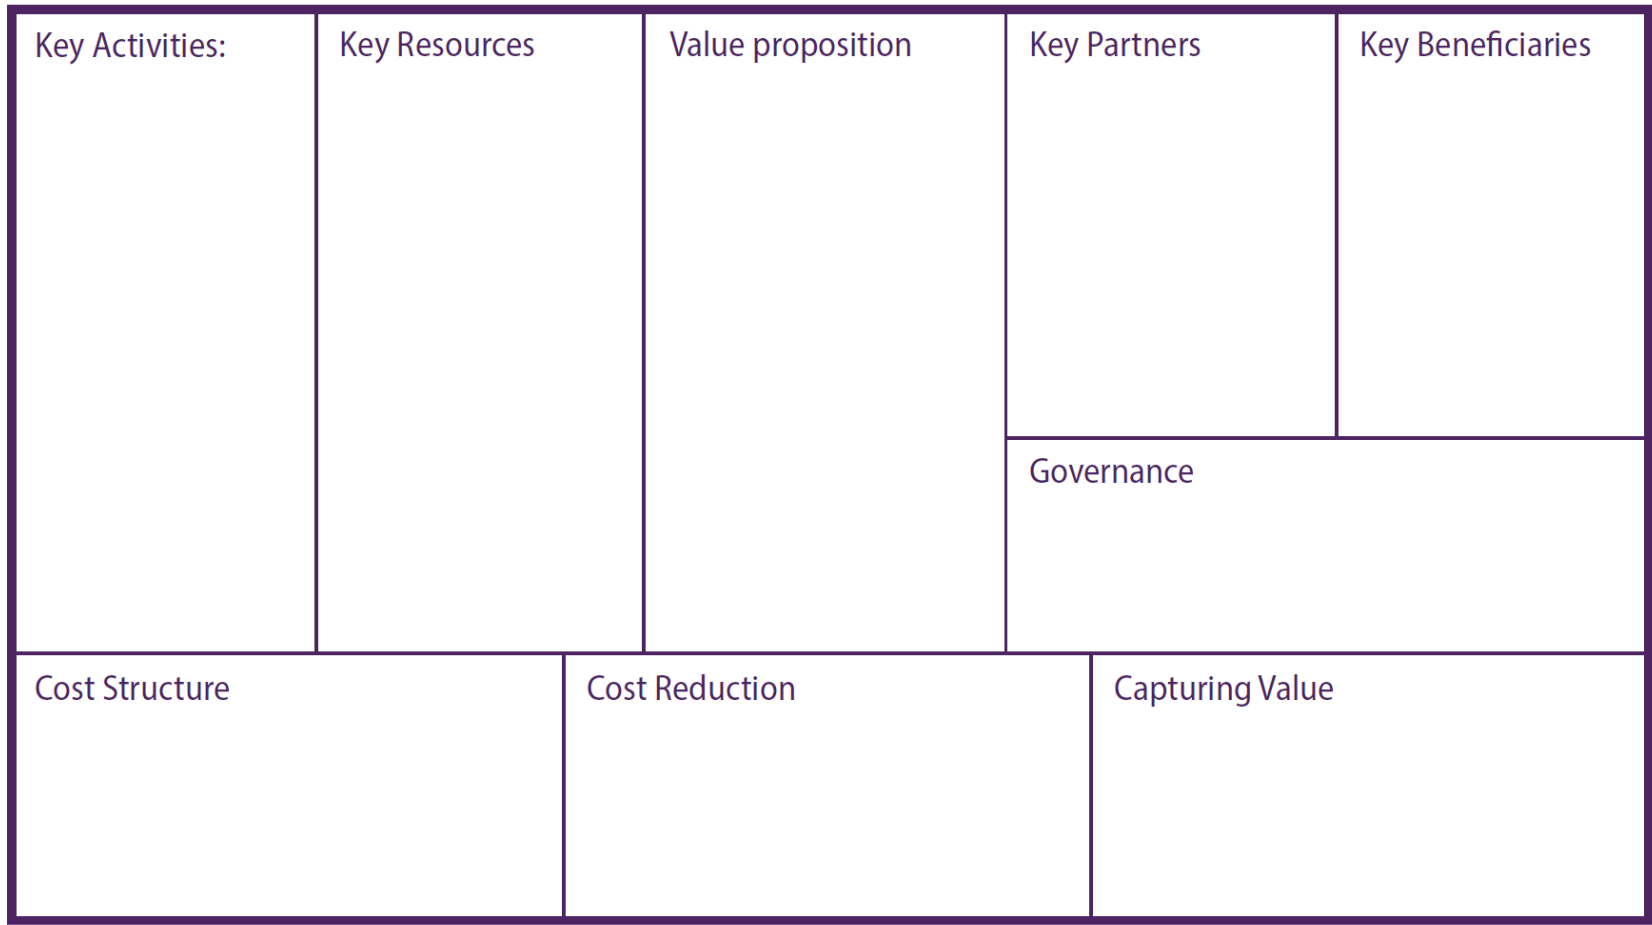 Key Activities:
Key Resources
Value proposition
Key Partners
Key Beneficiaries
Governance
Cost Structure
Cost Reduction
Capturing Value